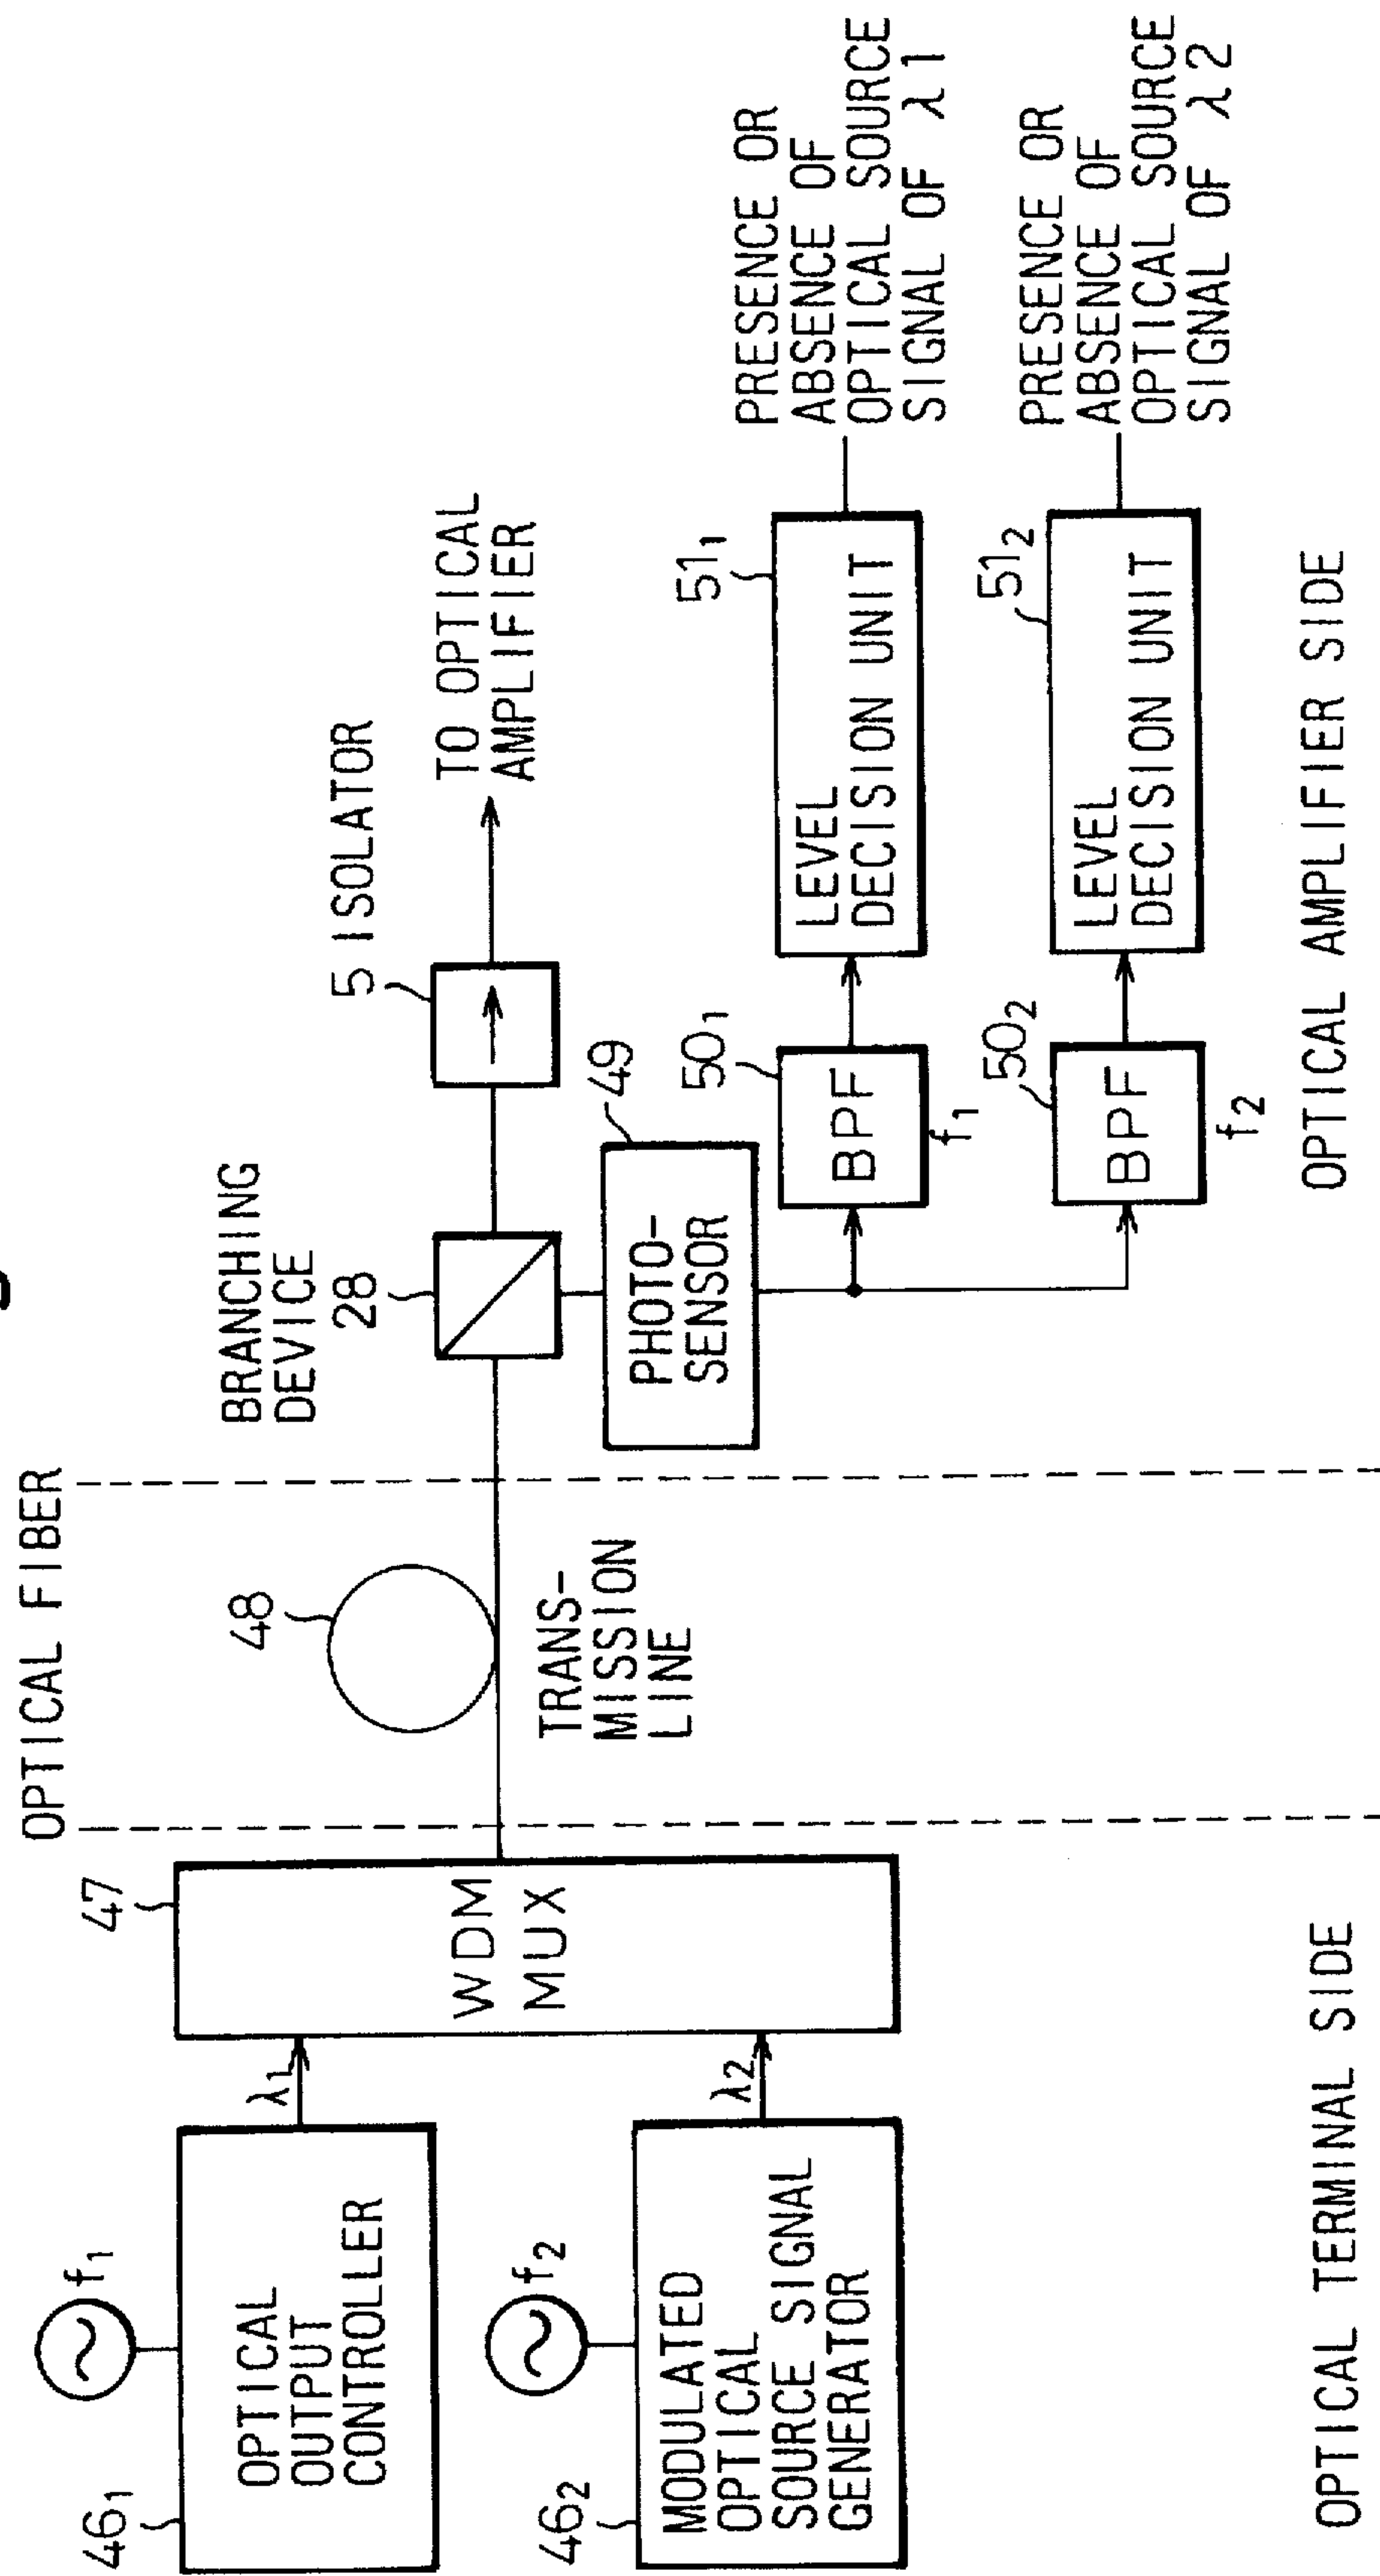 OPTICAL FIBER
46₁
f₁
OPTICAL
OUTPUT
CONTROLLER
λ₁
46₂
f₂
MODULATED
OPTICAL
SOURCE SIGNAL
GENERATOR
λ2
47
WDM
MUX
OPTICAL TERMINAL SIDE
48
TRANS-
MISSION
LINE
BRANCHING
DEVICE
28
5 ISOLATOR
TO OPTICAL
AMPLIFIER
49
PHOTO-
SENSOR
50₁
BPF
f₁
51₁
LEVEL
DECISION UNIT
PRESENCE OR
ABSENCE OF
OPTICAL SOURCE
SIGNAL OF λ1
50₂
BPF
f₂
51₂
LEVEL
DECISION UNIT
PRESENCE OR
ABSENCE OF
OPTICAL SOURCE
SIGNAL OF λ2
OPTICAL AMPLIFIER SIDE